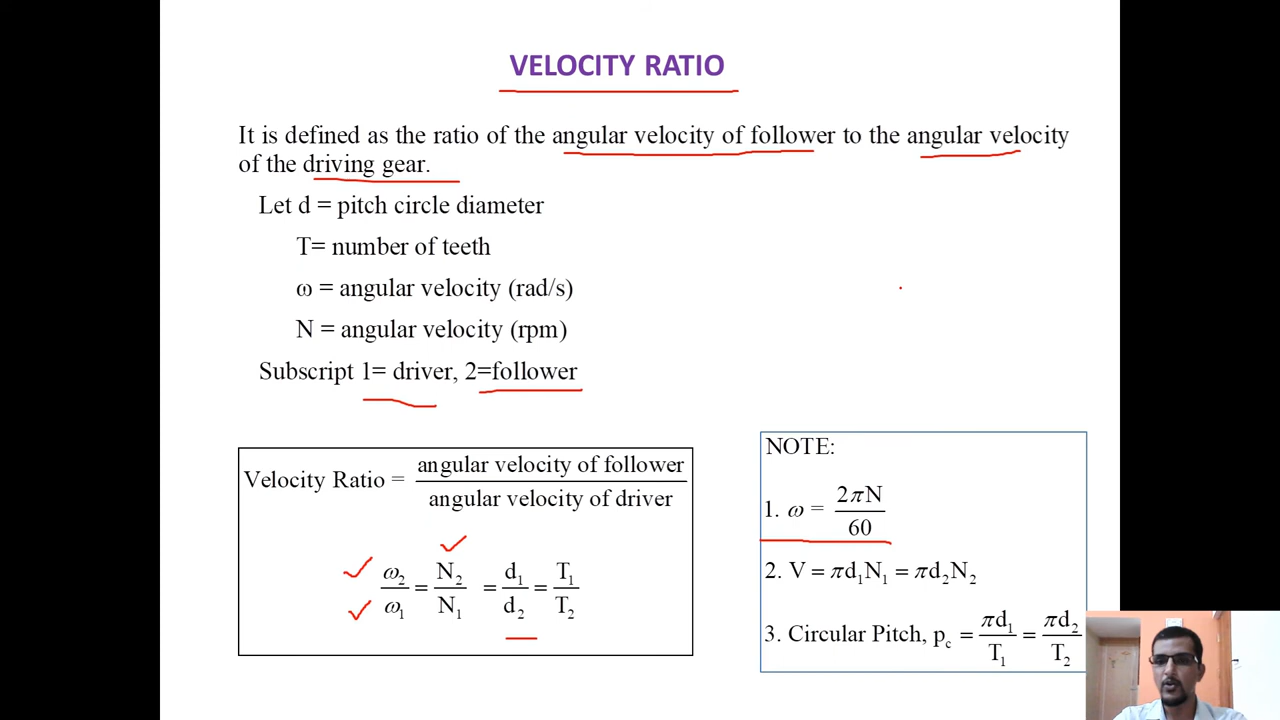 VELOCITY RATIO
It is defined as the ratio of the angular velocity of follower to the angular velocity
of the driving gear.
Let d = pitch circle diameter
T= number of teeth
ω = angular velocity (rad/s)
N = angular velocity (rpm)
Subscript 1= driver, 2=follower
Velocity Ratio = angular velocity of follower / angular velocity of driver
ω₂/ω₁ = N₂/N₁ = d₁/d₂ = T₁/T₂
NOTE:
1. ω = 2πN/60
2. V = πd₁N₁ = πd₂N₂
3. Circular Pitch, p_c = πd₁/T₁ = πd₂/T₂